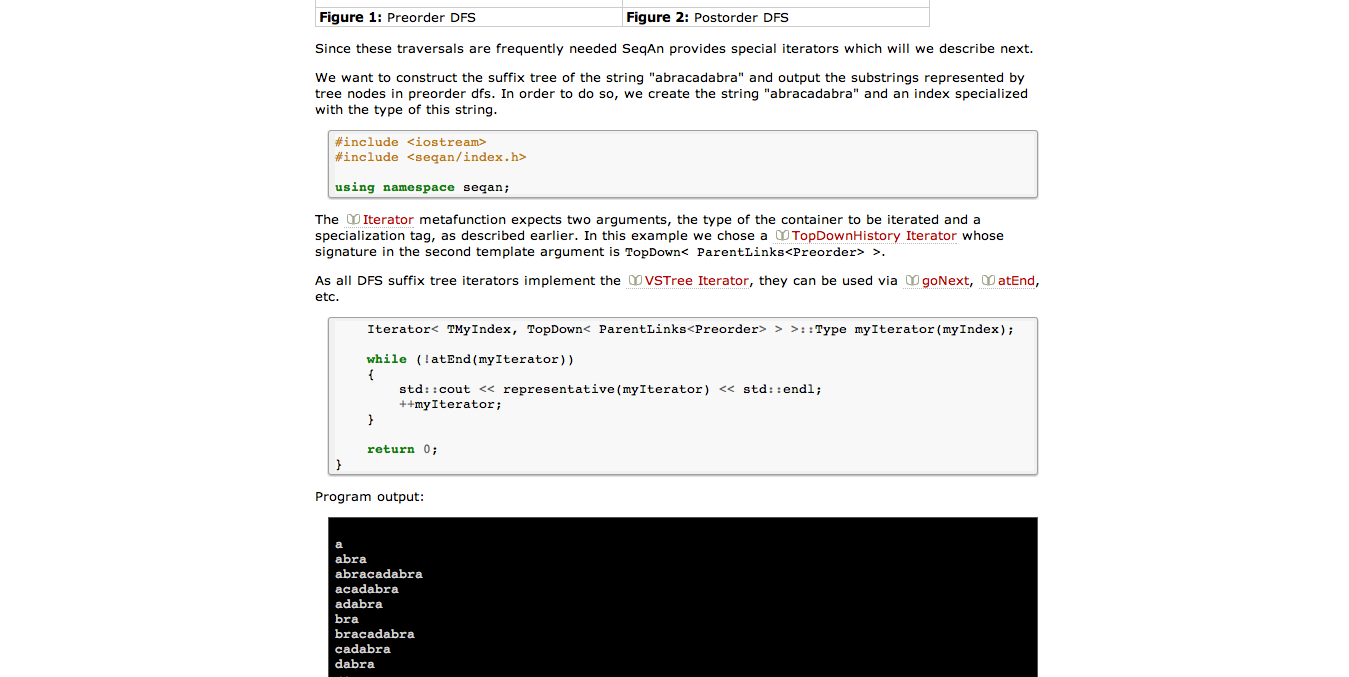 Figure 1: Preorder DFS
Figure 2: Postorder DFS
Since these traversals are frequently needed SeqAn provides special iterators which will we describe next.
We want to construct the suffix tree of the string "abracadabra" and output the substrings represented by
tree nodes in preorder dfs. In order to do so, we create the string "abracadabra" and an index specialized
with the type of this string.
#include <iostream>
#include <seqan/index.h>
using namespace seqan;
The Iterator metafunction expects two arguments, the type of the container to be iterated and a
specialization tag, as described earlier. In this example we chose a TopDownHistory Iterator whose
signature in the second template argument is TopDown< ParentLinks<Preorder> >.
As all DFS suffix tree iterators implement the VSTree Iterator, they can be used via goNext, atEnd,
etc.
Iterator< TMyIndex, TopDown< ParentLinks<Preorder> > >::Type myIterator(myIndex);
while (!atEnd(myIterator))
{
std::cout << representative(myIterator) << std::endl;
++myIterator;
}
return 0;
}
Program output:
a
abra
abracadabra
acadabra
adabra
bra
bracadabra
cadabra
dabra